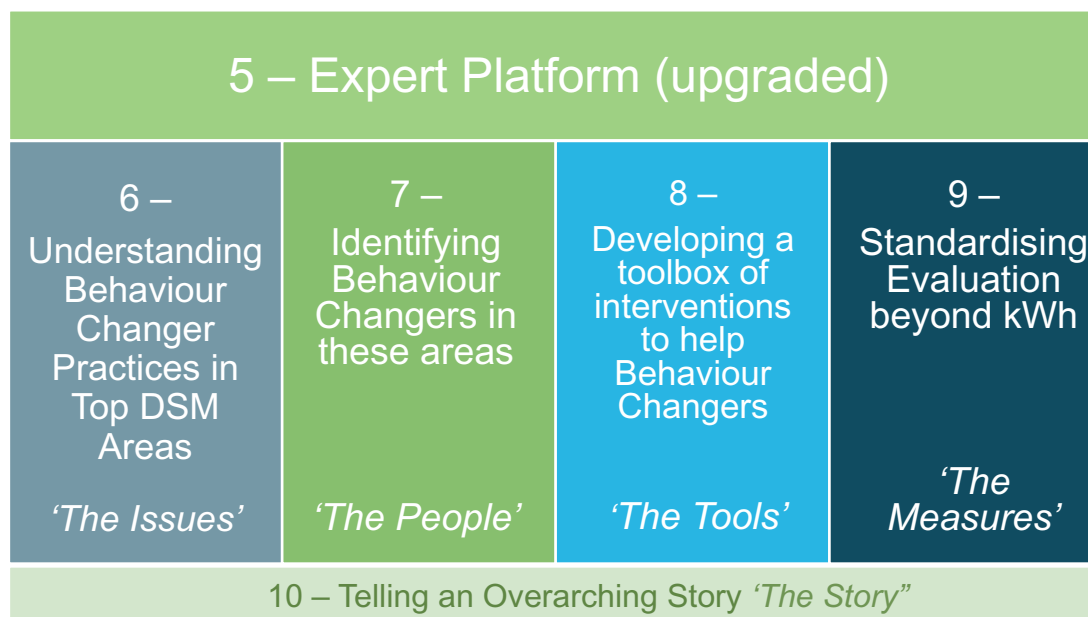 5 – Expert Platform (upgraded)
6 –
Understanding
Behaviour
Changer
Practices in
Top DSM
Areas
‘The Issues’
7 –
Identifying
Behaviour
Changers in
these areas
‘The People’
8 –
Developing a
toolbox of
interventions
to help
Behaviour
Changers
‘The Tools’
9 –
Standardising
Evaluation
beyond kWh
‘The
Measures’
10 – Telling an Overarching Story ‘The Story”